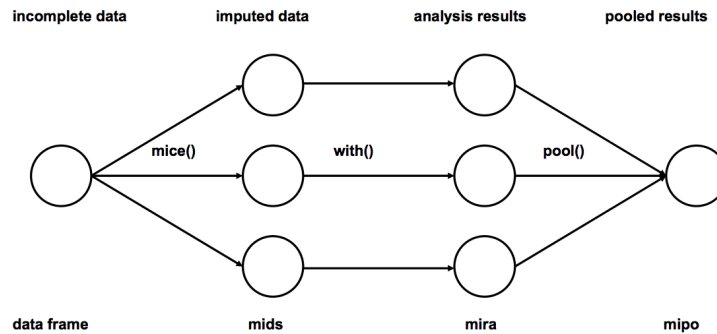 incomplete data imputed data analysis results pooled results
mice() with() pool()
data frame mids mira mipo